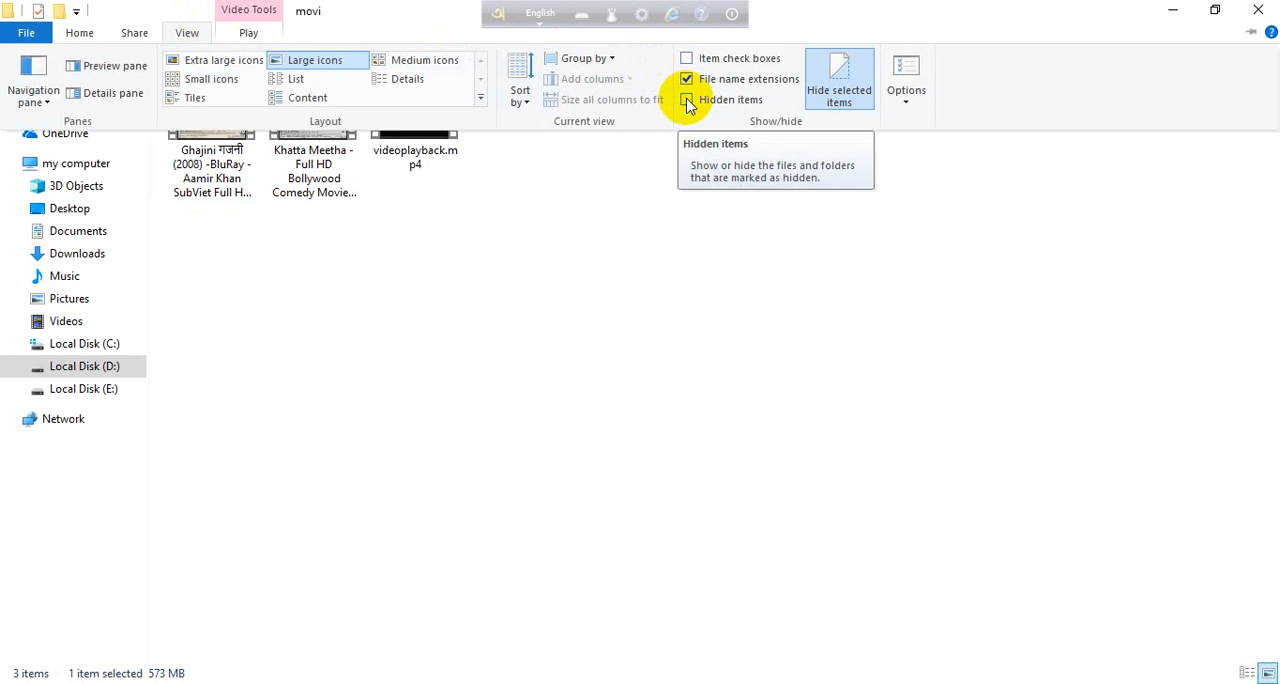 Video Tools movi
English
File Home Share View Play
Navigation pane
Preview pane
Details pane
Panes
Extra large icons Large icons Medium icons
Small icons List Details
Tiles Content
Layout
Sort by
Group by
Add columns
Size all columns to fit
Current view
Item check boxes
File name extensions
Hidden items
Hide selected items
Show/hide
Options
Hidden items
Show or hide the files and folders
that are marked as hidden.
OneDrive
my computer
3D Objects
Desktop
Documents
Downloads
Music
Pictures
Videos
Local Disk (C:)
Local Disk (D:)
Local Disk (E:)
Network
Ghajini गजनी
(2008) -BluRay -
Aamir Khan
SubViet Full H...
Khatta Meetha -
Full HD
Bollywood
Comedy Movie...
videoplayback.m
p4
3 items 1 item selected 573 MB